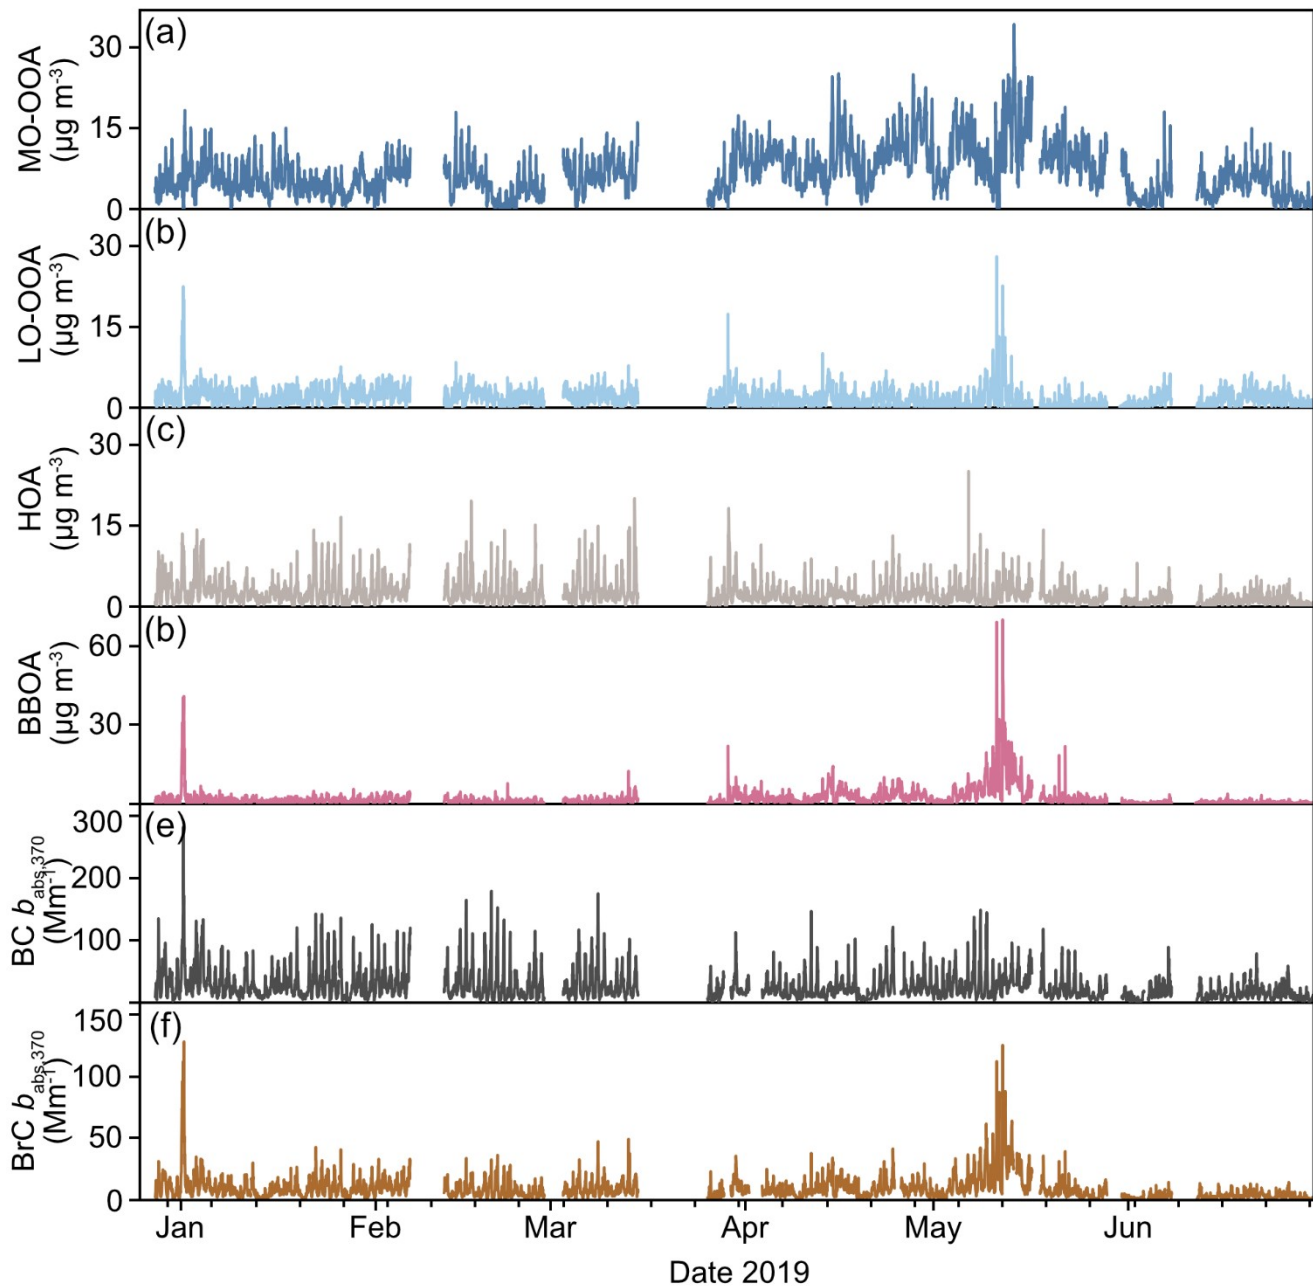 (a)
MO-OOA
(µg m⁻³)
30
15
0
(b)
LO-OOA
(µg m⁻³)
30
15
0
(c)
HOA
(µg m⁻³)
30
15
0
(b)
BBOA
(µg m⁻³)
60
30
(e)
BC b_abs,370
(Mm⁻¹)
300
200
100
(f)
BrC b_abs,370
(Mm⁻¹)
150
100
50
0
Jan Feb Mar Apr May Jun
Date 2019